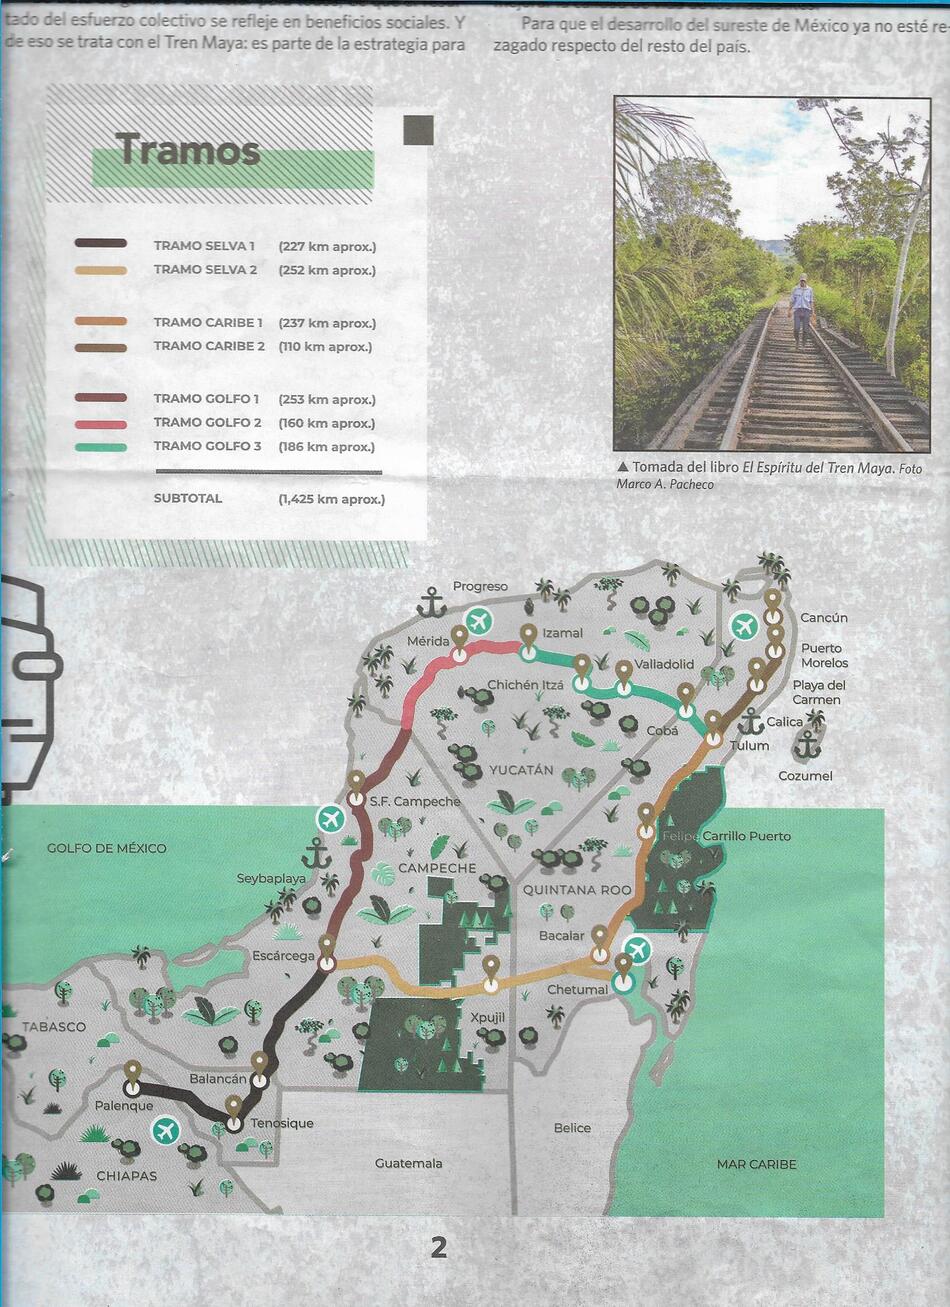 tado del esfuerzo colectivo se refleje en beneficios sociales. Y
de eso se trata con el Tren Maya: es parte de la estrategia para
Para que el desarrollo del sureste de México ya no esté re-
zagado respecto del resto del país.
Tramos
TRAMO SELVA 1 (227 km aprox.)
TRAMO SELVA 2 (252 km aprox.)
TRAMO CARIBE 1 (237 km aprox.)
TRAMO CARIBE 2 (110 km aprox.)
TRAMO GOLFO 1 (253 km aprox.)
TRAMO GOLFO 2 (160 km aprox.)
TRAMO GOLFO 3 (186 km aprox.)
SUBTOTAL (1,425 km aprox.)
▲ Tomada del libro El Espíritu del Tren Maya. Foto
Marco A. Pacheco
Progreso
Mérida
Izamal
Cancún
Puerto
Morelos
Chichén Itzá
Valladolid
Playa del
Carmen
Cobá
Calica
Tulum
Cozumel
YUCATÁN
S.F. Campeche
GOLFO DE MÉXICO
Felipe Carrillo Puerto
Seybaplaya
CAMPECHE
QUINTANA ROO
Bacalar
Escárcega
Chetumal
Xpujil
TABASCO
Balancán
Palenque
Tenosique
Belice
CHIAPAS
Guatemala
MAR CARIBE
2